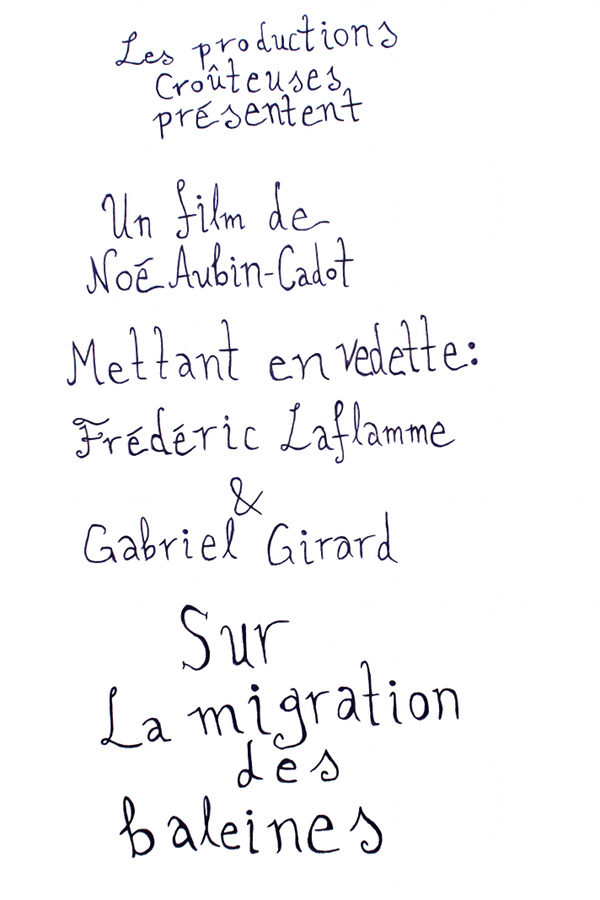 Les productions
Croûteuses
présentent
Un film de
Noé Aubin-Cadot
Mettant en vedette:
Frédéric Laflamme
&
Gabriel Girard
Sur
La migration
des
baleines